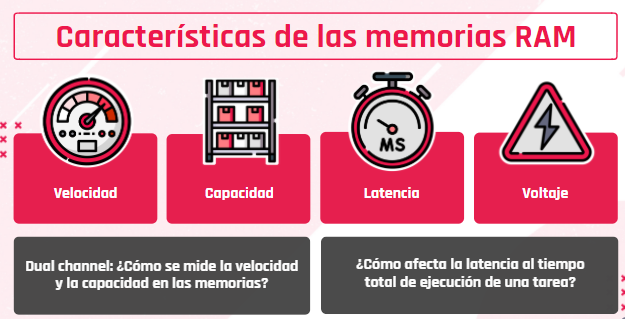 Características de las memorias RAM
MS
Velocidad
Capacidad
Latencia
Voltaje
Dual channel: ¿Cómo se mide la velocidad
y la capacidad en las memorias?
¿Cómo afecta la latencia al tiempo
total de ejecución de una tarea?